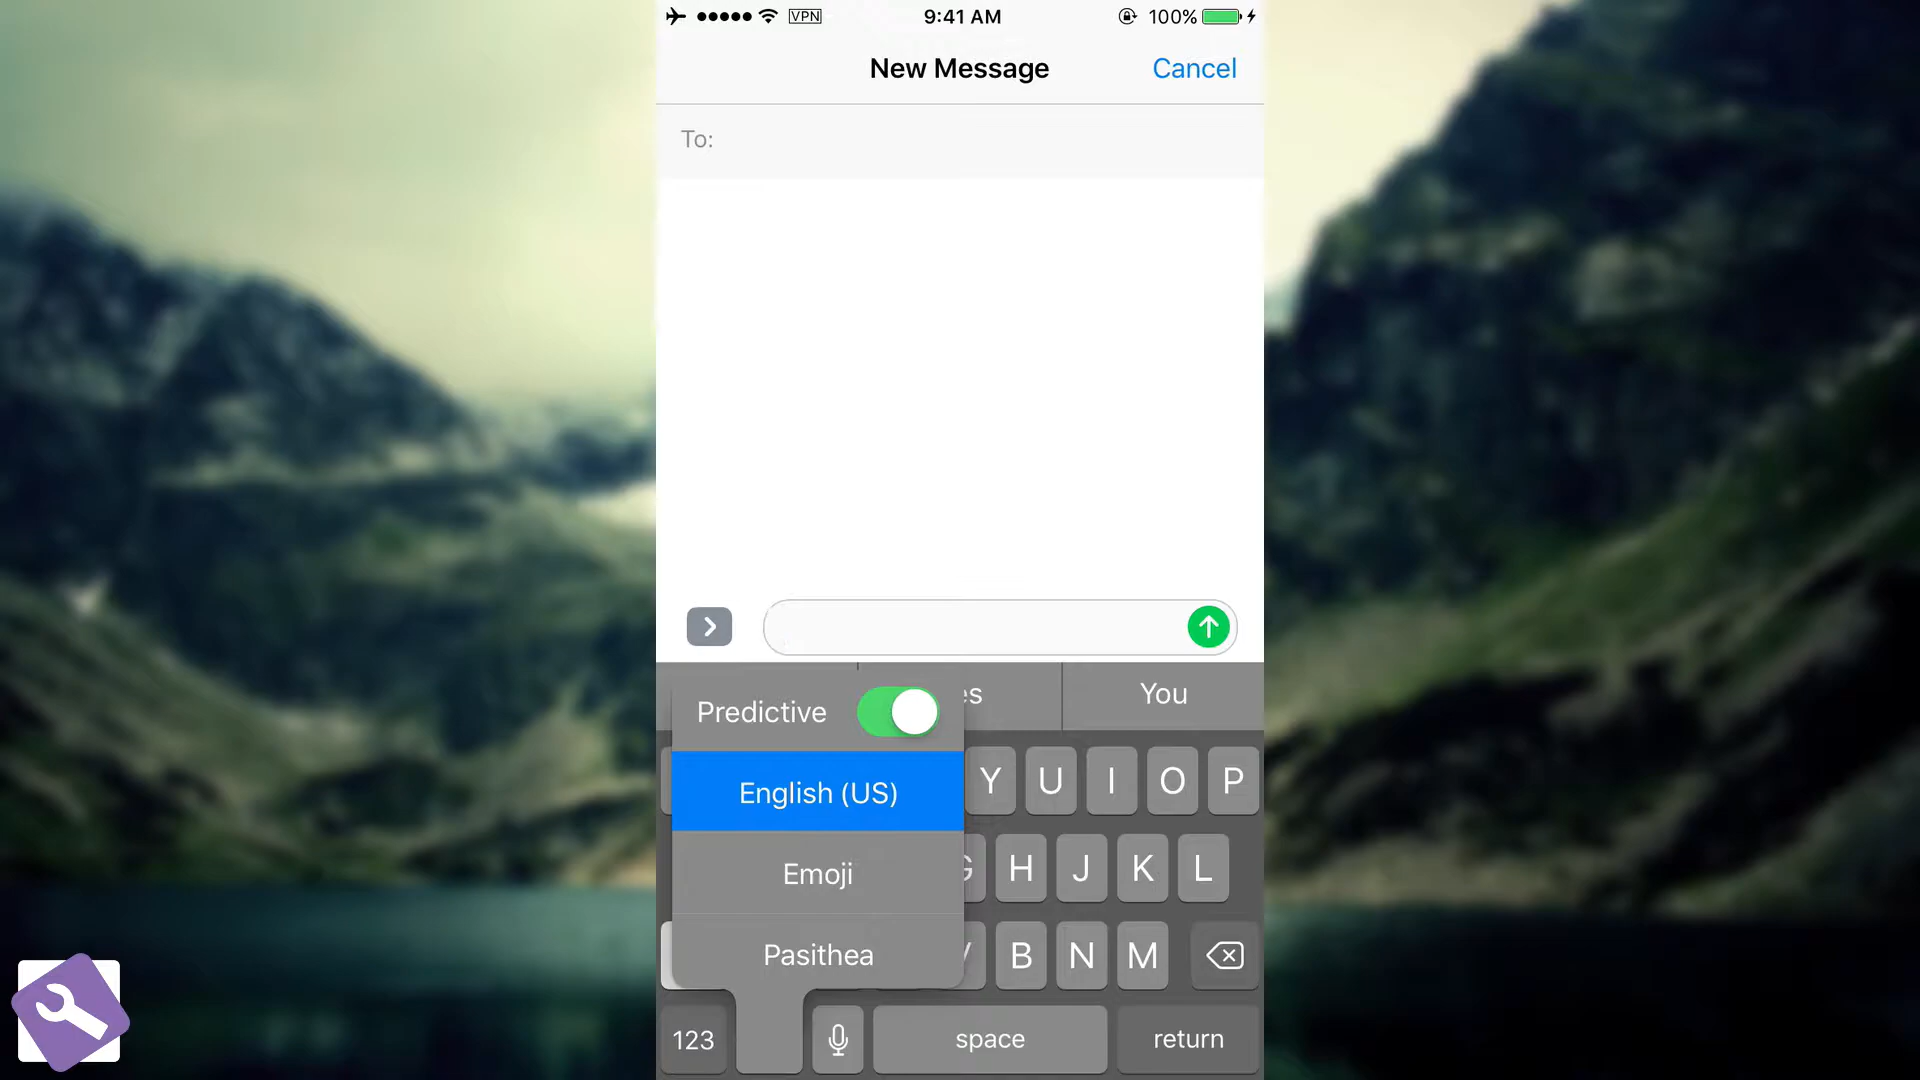 VPN 9:41 AM 100%
New Message Cancel
To:
You
Predictive
Y U I O P
English (US)
H J K L
Emoji
B N M
Pasithea
123 space return